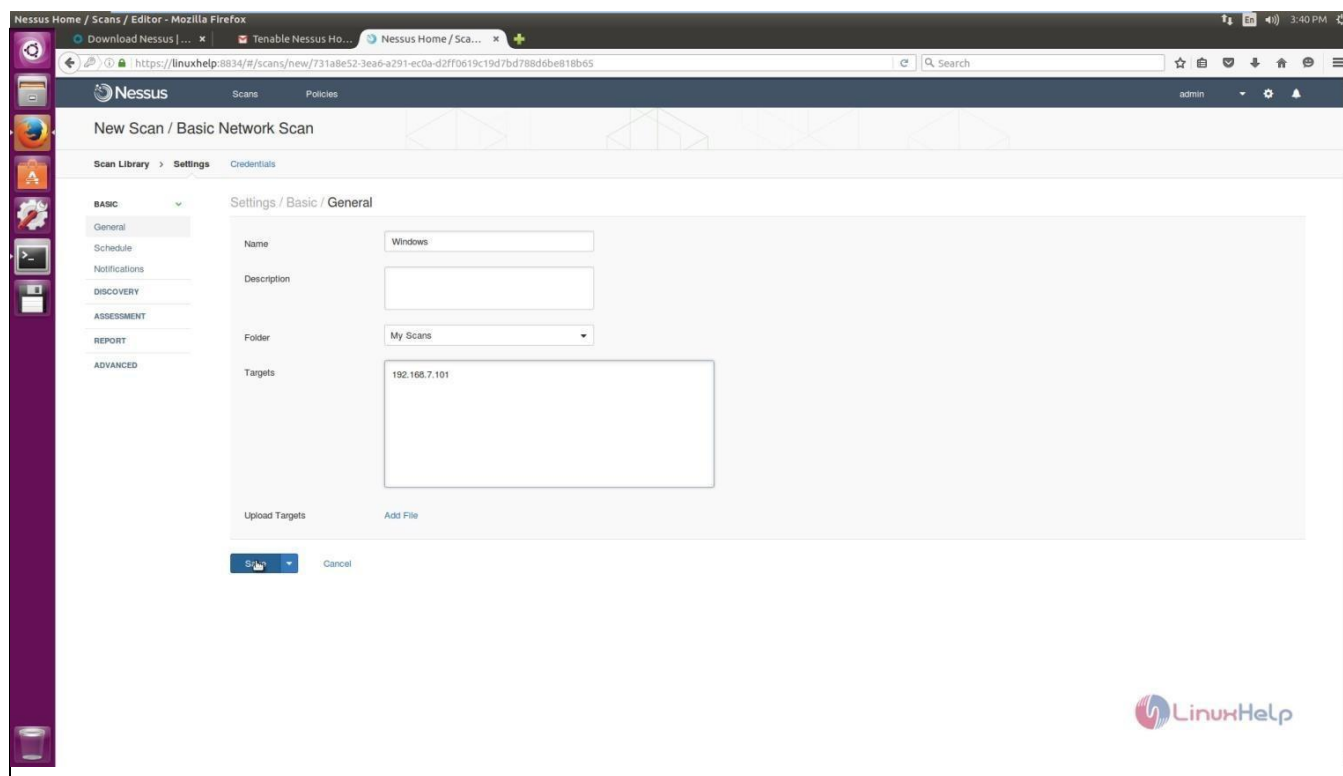 Nessus Home / Scans / Editor - Mozilla Firefox
En
3:40 PM
Download Nessus | ... ×
Tenable Nessus Ho...
Nessus Home / Sca... ×
https://linuxhelp:8834/#/scans/new/731a8e52-3ea6-a291-ec0a-d2ff0619c19d7bd788d6be818b65
Search
Nessus
Scans
Policies
admin
New Scan / Basic Network Scan
Scan Library > Settings
Credentials
BASIC
General
Schedule
Notifications
DISCOVERY
ASSESSMENT
REPORT
ADVANCED
Settings / Basic / General
Name
Windows
Description
Folder
My Scans
Targets
192.168.7.101
Upload Targets
Add File
Save
Cancel
LinuxHelp